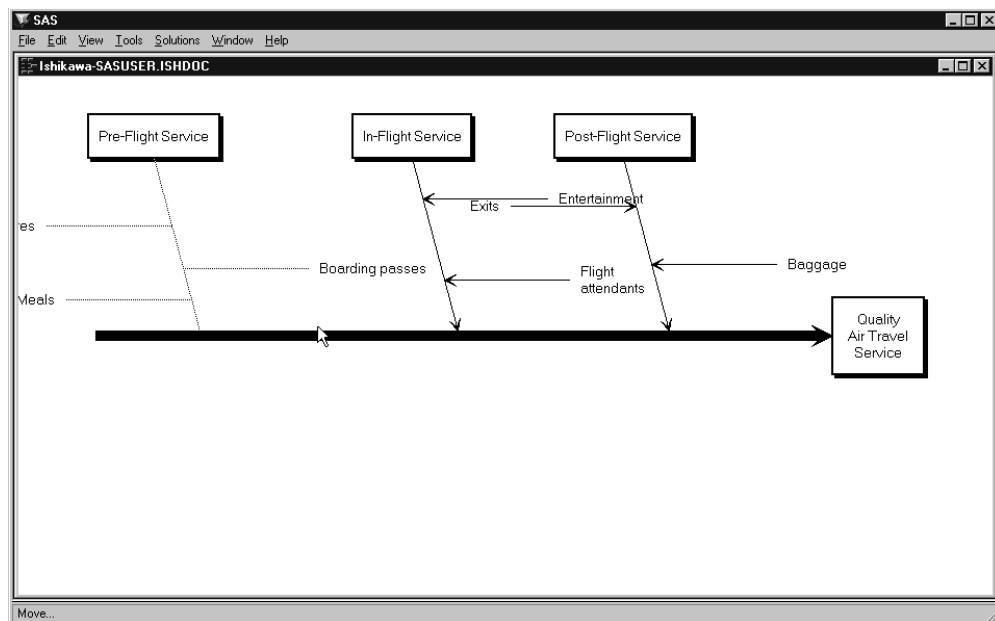 SAS
File Edit View Tools Solutions Window Help
Ishikawa-SASUSER.ISHDOC
Pre-Flight Service
In-Flight Service
Post-Flight Service
Entertainment
Exits
res
Boarding passes
Flight
attendants
Baggage
Meals
Quality
Air Travel
Service
Move...